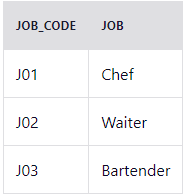 JOB_CODE JOB
J01 Chef
J02 Waiter
J03 Bartender